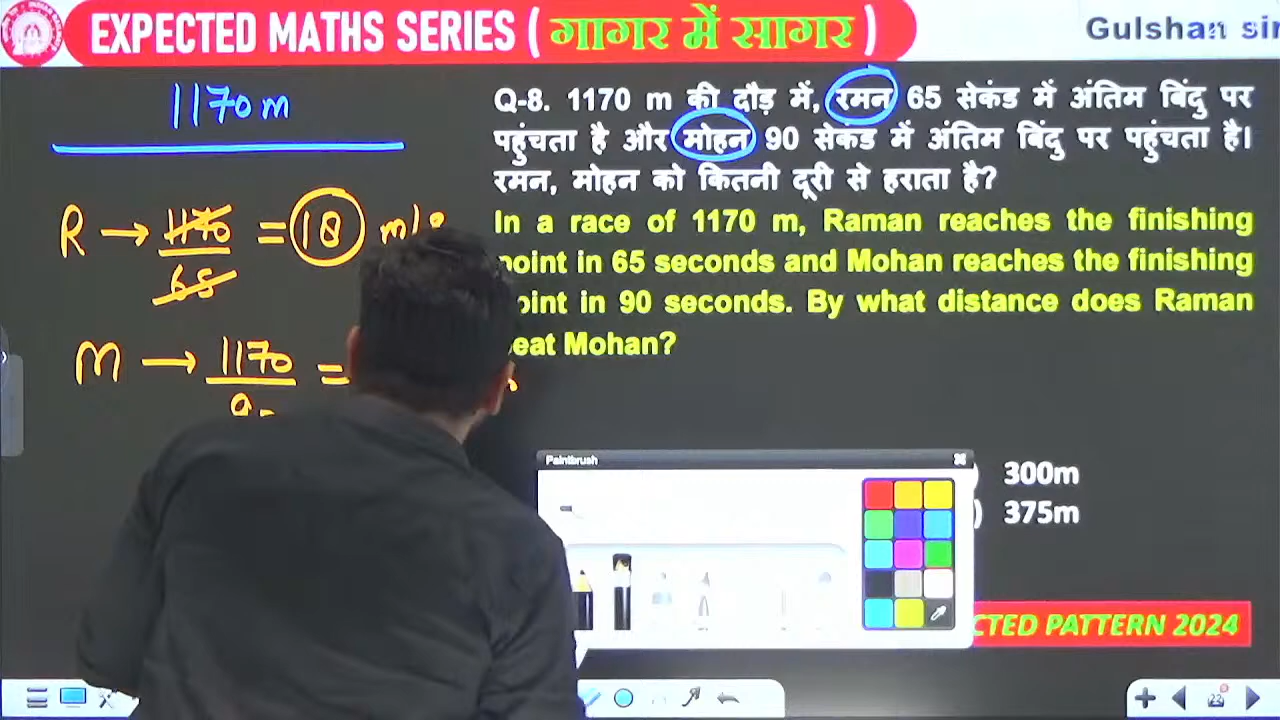 EXPECTED MATHS SERIES ( गागर में सागर )
Gulshan sir
1170 m
R → 1170/65 = 18 m/s
M → 1170/90 =
Q-8. 1170 m की दौड़ में, रमन 65 सेकंड में अंतिम बिंदु पर
पहुंचता है और मोहन 90 सेकंड में अंतिम बिंदु पर पहुंचता है।
रमन, मोहन को कितनी दूरी से हराता है?
In a race of 1170 m, Raman reaches the finishing
point in 65 seconds and Mohan reaches the finishing
point in 90 seconds. By what distance does Raman
beat Mohan?
Paintbrush
300m
) 375m
CTED PATTERN 2024